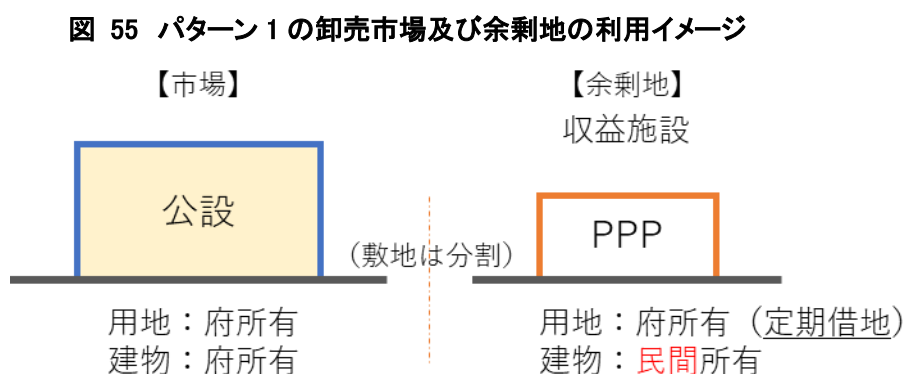 図 55 パターン 1 の卸売市場及び余剰地の利用イメージ
【市場】
【余剰地】
収益施設
公設
PPP
（敷地は分割）
用地：府所有
建物：府所有
用地：府所有（定期借地）
建物：民間所有